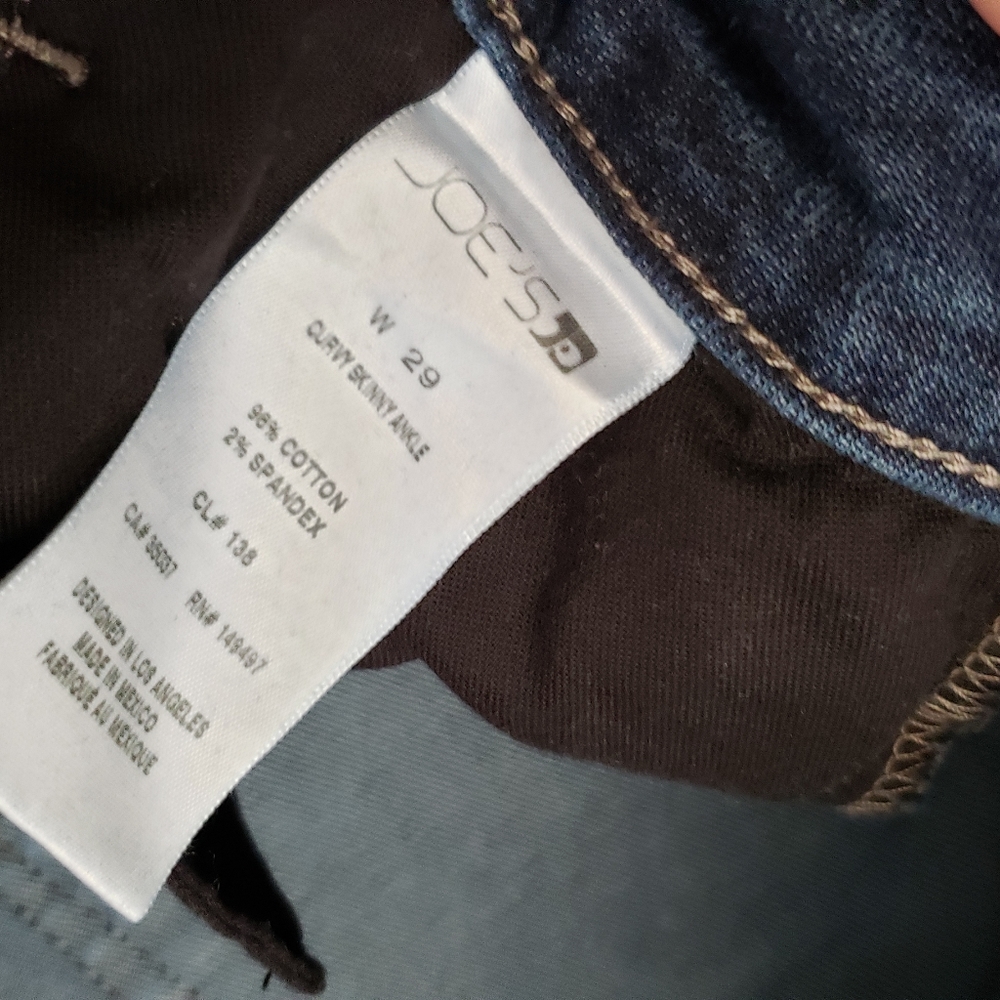 JOE'S
W 29
CURVY SKINNY ANKLE
98% COTTON
2% SPANDEX
CL# 138
CA# 35037 RN# 149497
DESIGNED IN LOS ANGELES
MADE IN MEXICO
FABRIQUÉ AU MEXIQUE